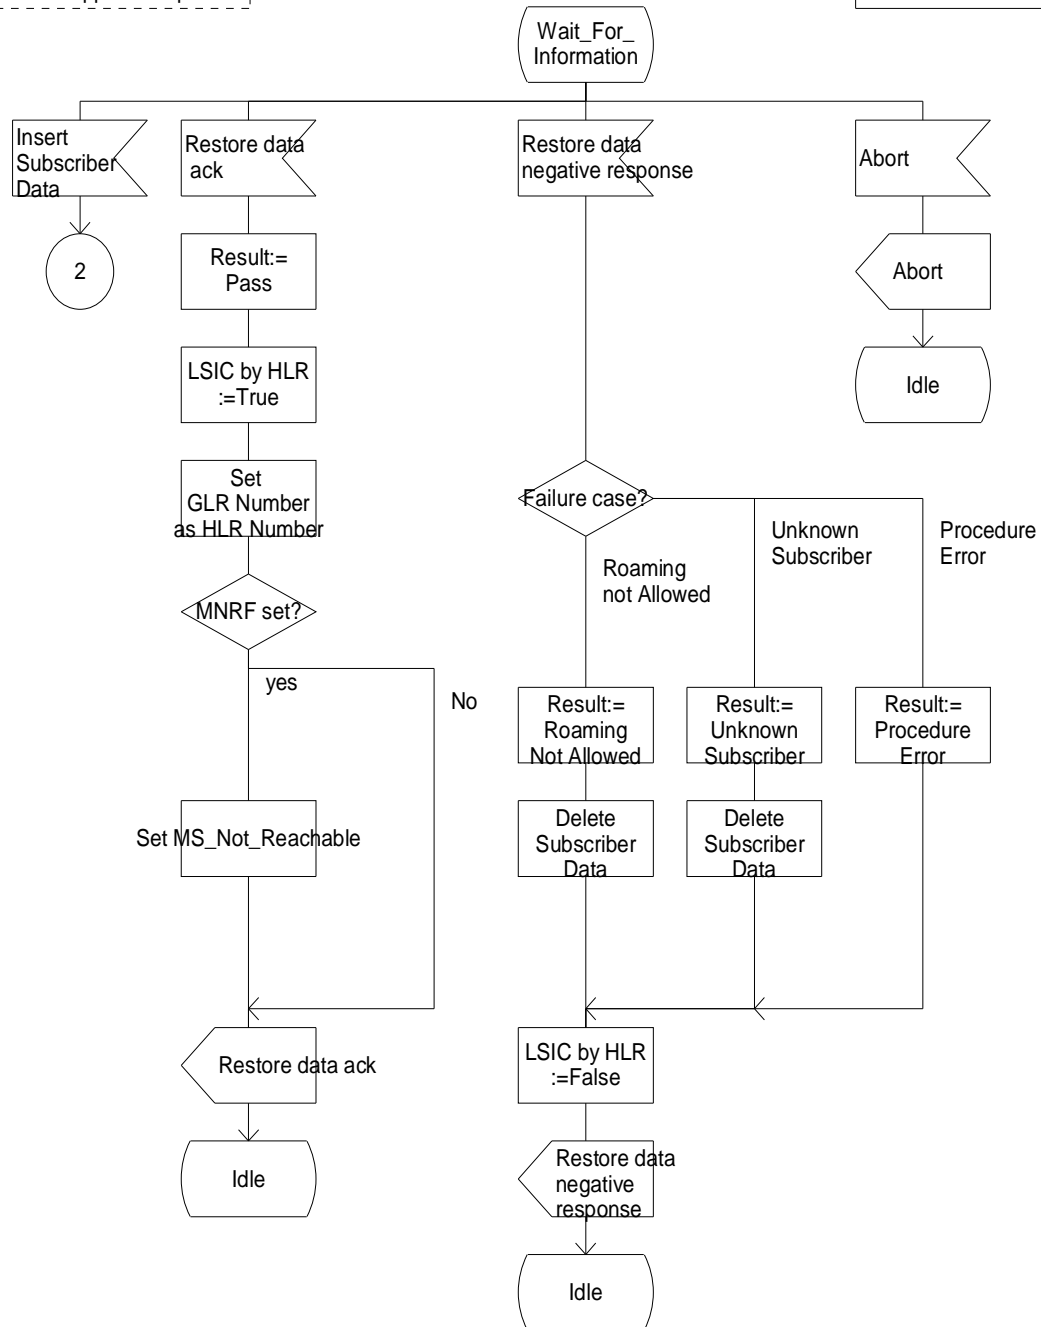 Wait_For_
Information
Insert
Subscriber
Data
Restore data
ack
Restore data
negative response
Abort
2
Result:=
Pass
Abort
LSIC by HLR
:=True
Idle
Set
GLR Number
as HLR Number
Failure case?
Unknown
Subscriber
Procedure
Error
Roaming
not Allowed
MNRF set?
yes
No
Result:=
Roaming
Not Allowed
Result:=
Unknown
Subscriber
Result:=
Procedure
Error
Set MS_Not_Reachable
Delete
Subscriber
Data
Delete
Subscriber
Data
Restore data ack
LSIC by HLR
:=False
Idle
Restore data
negative
response
Idle